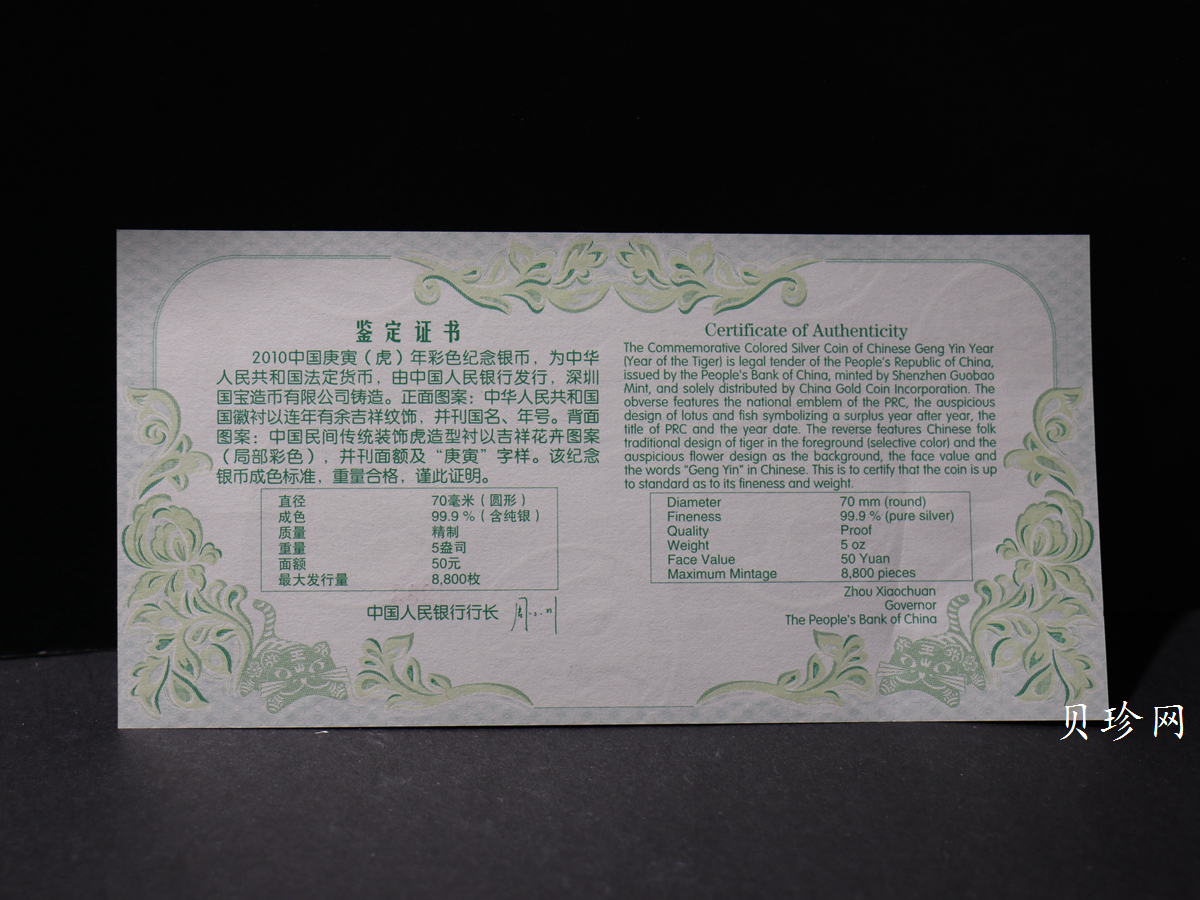 鉴定证书
2010中国庚寅（虎）年彩色纪念银币，为中华
人民共和国法定货币，由中国人民银行发行，深圳
国宝造币有限公司铸造。正面图案：中华人民共和国
国徽衬以连年有余吉祥纹饰，并刊国名、年号。背面
图案：中国民间传统装饰虎造型衬以吉祥花卉图案
（局部彩色），并刊面额及“庚寅”字样。该纪念
银币成色标准，重量合格，谨此证明。
直径 70毫米（圆形）
成色 99.9 %（含纯银）
质量 精制
重量 5盎司
面额 50元
最大发行量 8,800枚
中国人民银行行长
Certificate of Authenticity
The Commemorative Colored Silver Coin of Chinese Geng Yin Year
(Year of the Tiger) is legal tender of the People's Republic of China,
issued by the People's Bank of China, minted by Shenzhen Guobao
Mint, and solely distributed by China Gold Coin Incorporation. The
obverse features the national emblem of the PRC, the auspicious
design of lotus and fish symbolizing a surplus year after year, the
title of PRC and the year date. The reverse features Chinese folk
traditional design of tiger in the foreground (selective color) and the
auspicious flower design as the background, the face value and
the words "Geng Yin" in Chinese. This is to certify that the coin is up
to standard as to its fineness and weight.
Diameter 70 mm (round)
Fineness 99.9 % (pure silver)
Quality Proof
Weight 5 oz
Face Value 50 Yuan
Maximum Mintage 8,800 pieces
Zhou Xiaochuan
Governor
The People's Bank of China
贝珍网